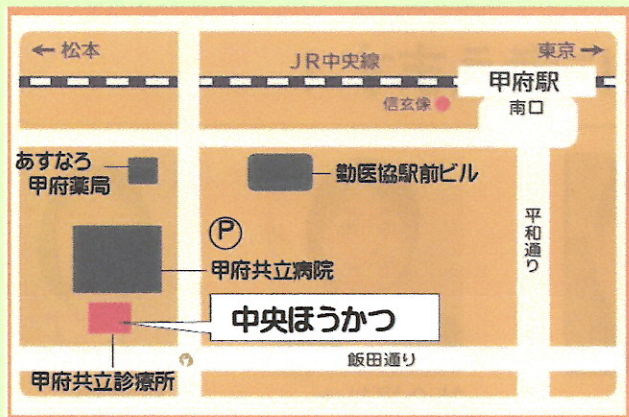 ← 松本
東京 →
JR中央線
甲府駅
南口
信玄像
あすなろ
甲府薬局
勤医協駅前ビル
平和通り
P
甲府共立病院
中央ほうかつ
飯田通り
甲府共立診療所